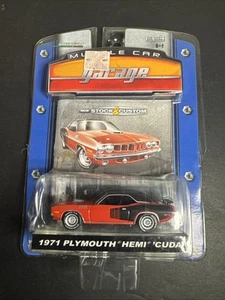 MUSCLE CAR
garage
STOCK & CUSTOM
1971 PLYMOUTH HEMI 'CUDA